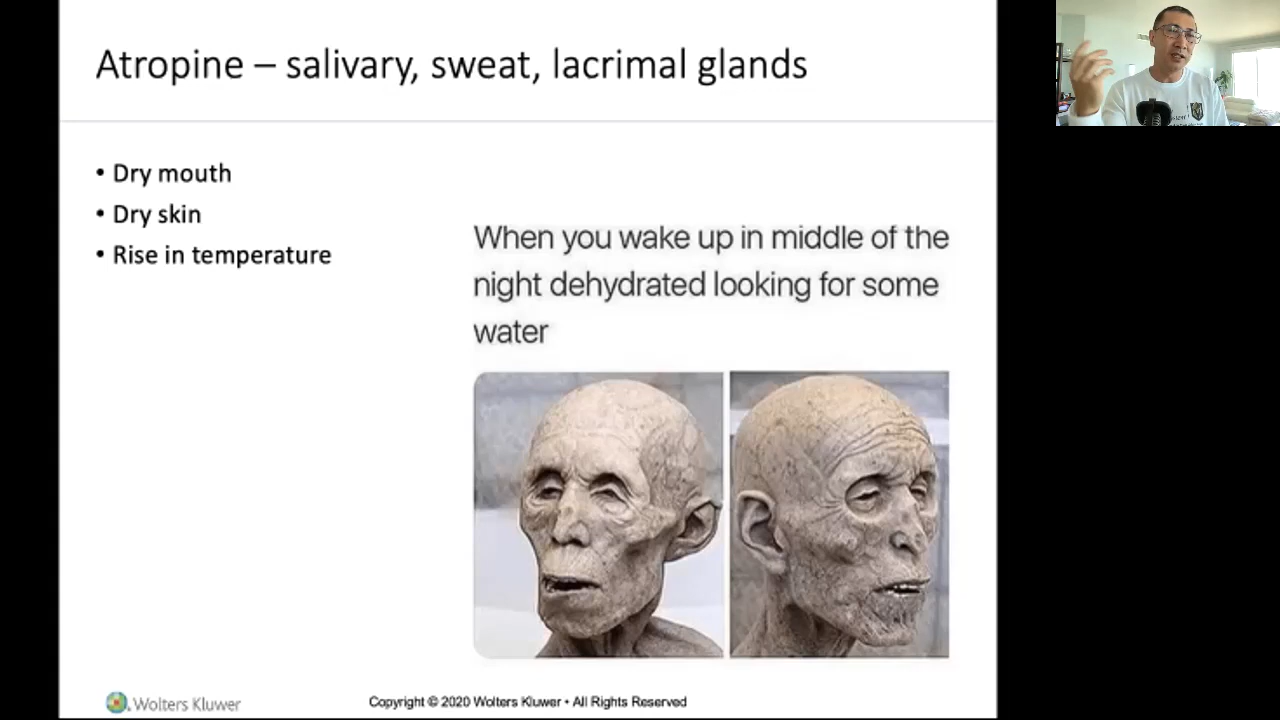 Atropine – salivary, sweat, lacrimal glands
• Dry mouth
• Dry skin
• Rise in temperature
When you wake up in middle of the
night dehydrated looking for some
water
Wolters Kluwer
Copyright © 2020 Wolters Kluwer • All Rights Reserved